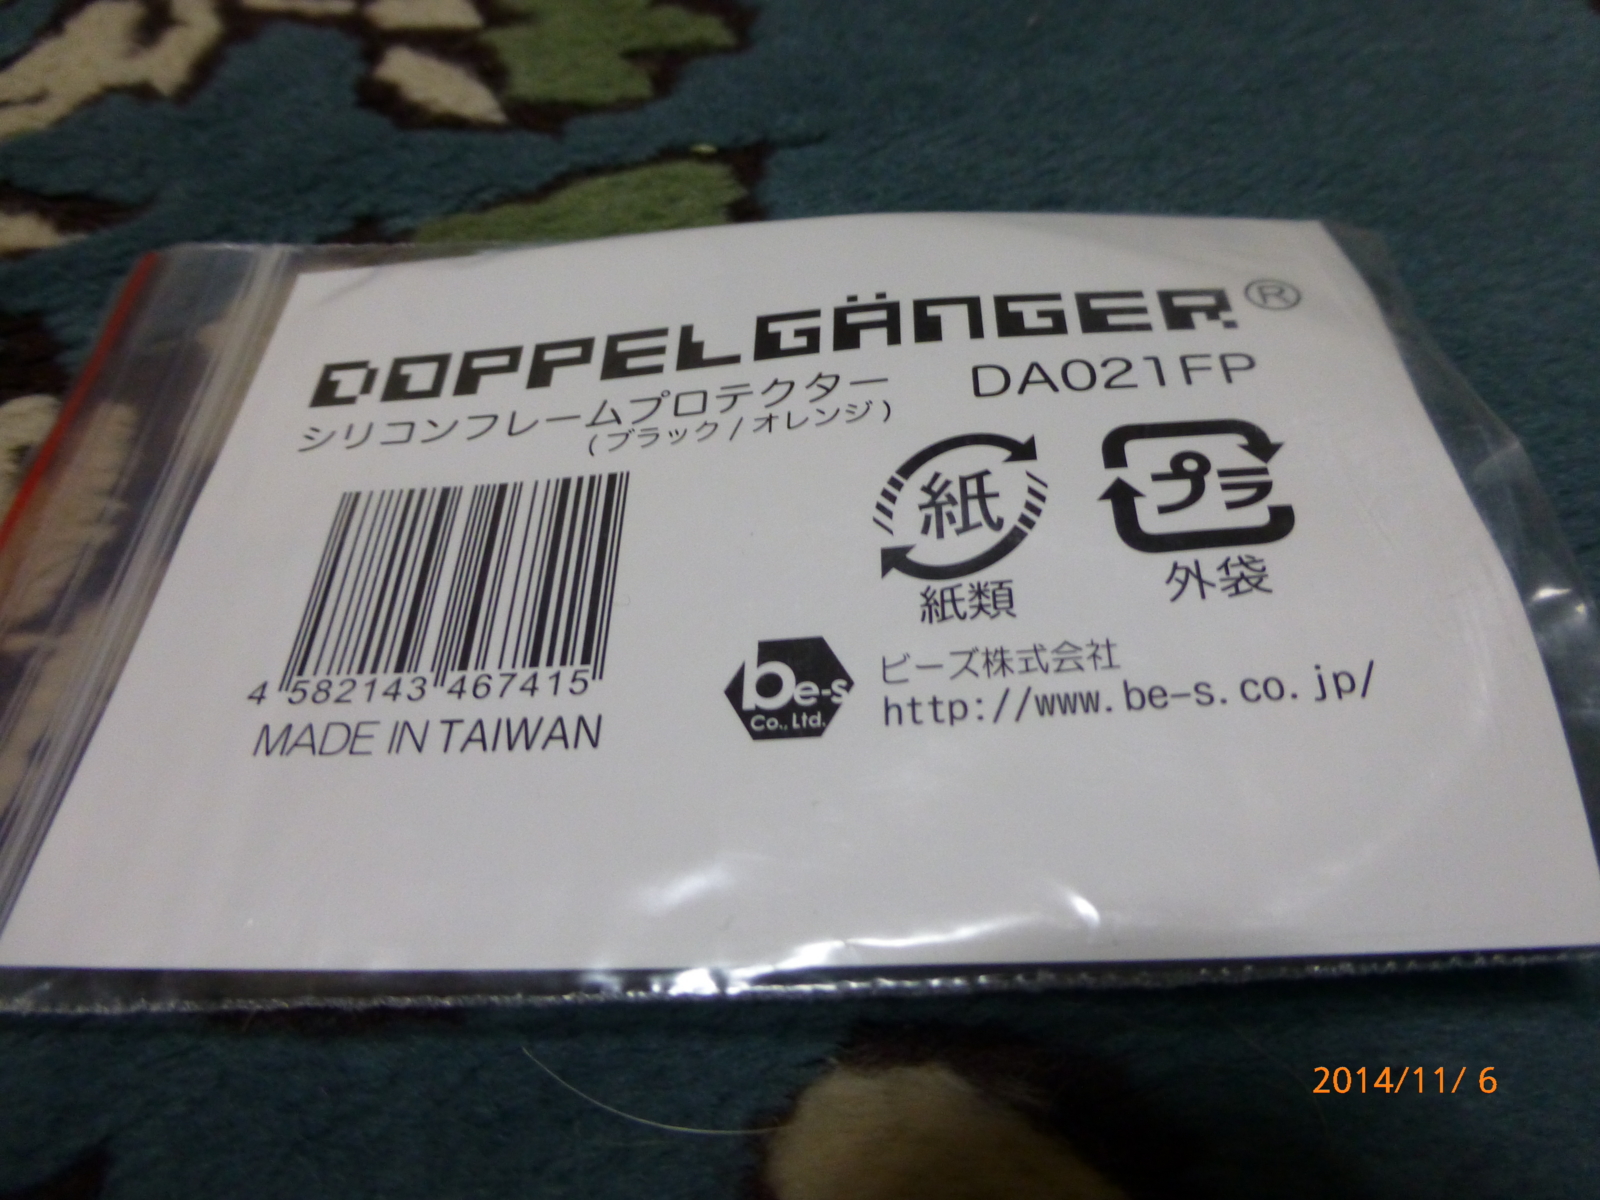 DOPPELGÄNGER®
シリコンフレームプロテクター
DA021FP
(ブラック/オレンジ)
紙
プラ
紙類
外袋
4 582143 467415
MADE IN TAIWAN
be-s
Co., Ltd.
ビーズ株式会社
http://www.be-s.co.jp/
2014/11/ 6